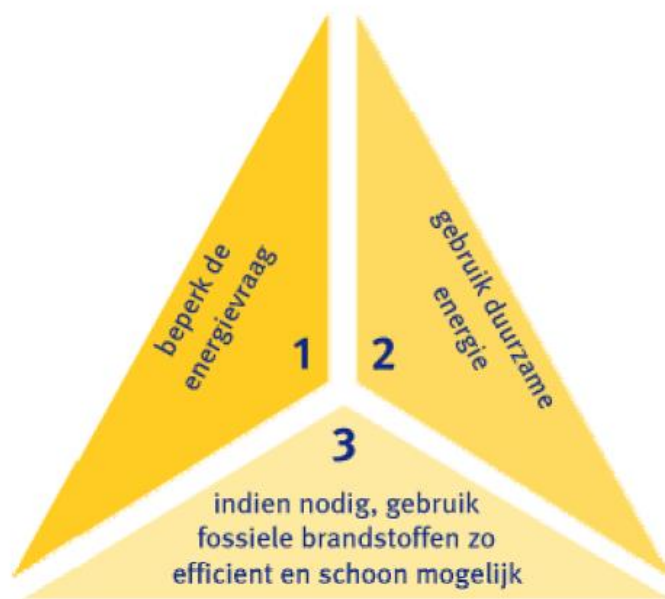 beperk de
energievraag
1
2
gebruik duurzame
energie
3
indien nodig, gebruik
fossiele brandstoffen zo
efficient en schoon mogelijk